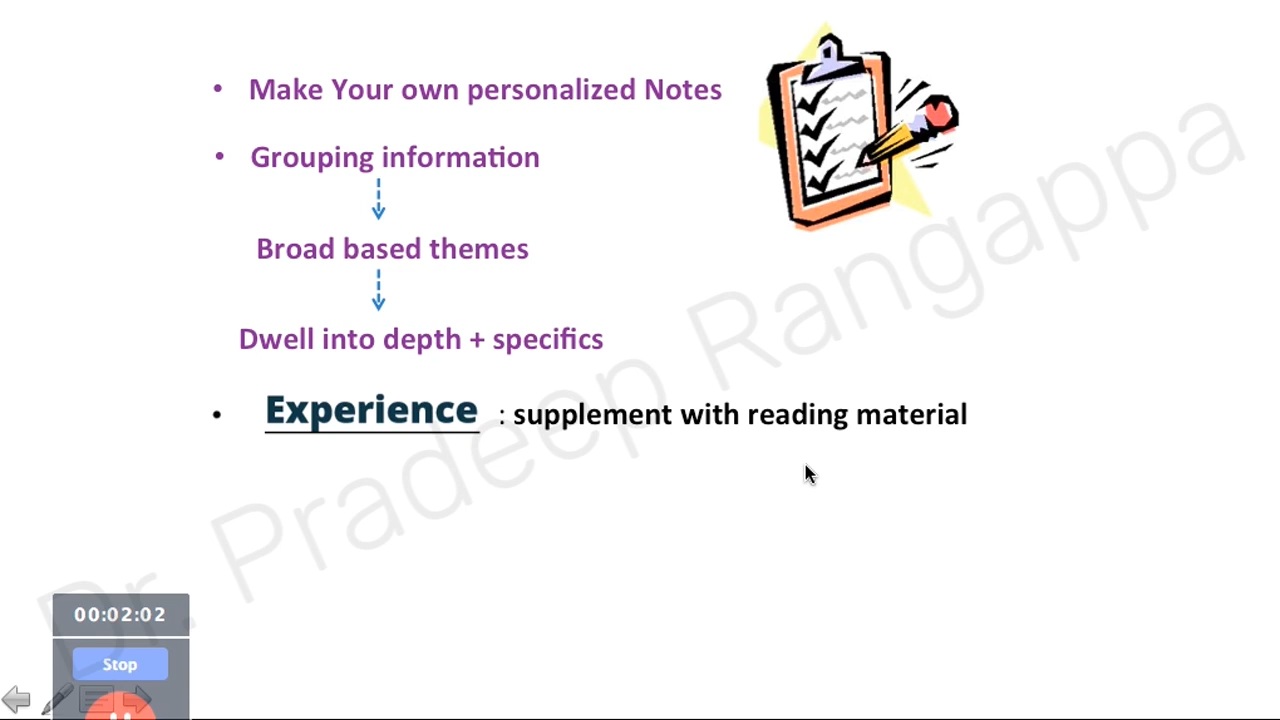 • Make Your own personalized Notes
• Grouping information
Broad based themes
Dwell into depth + specifics
• Experience : supplement with reading material
Dr. Pradeep Rangappa
00:02:02
Stop